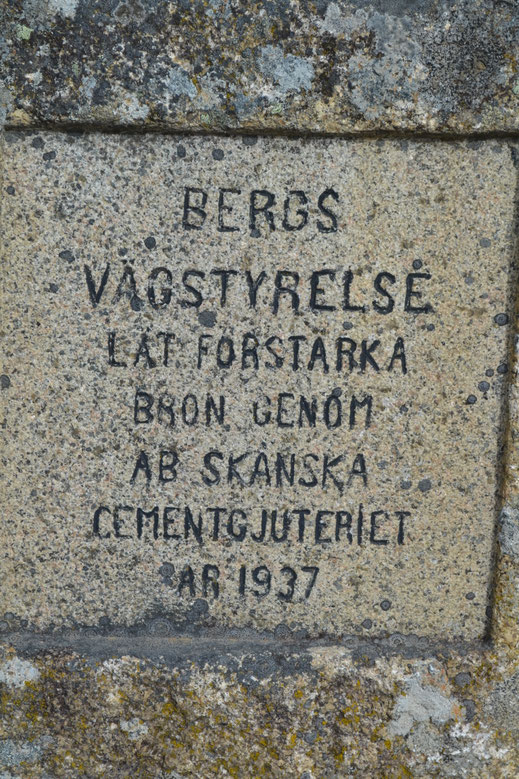 BERGS
VÄGSTYRELSE
LÄT FÖRSTÄRKA
BRON GENOM
AB SKÅNSKA
CEMENTGJUTERIET
ÅR 1937